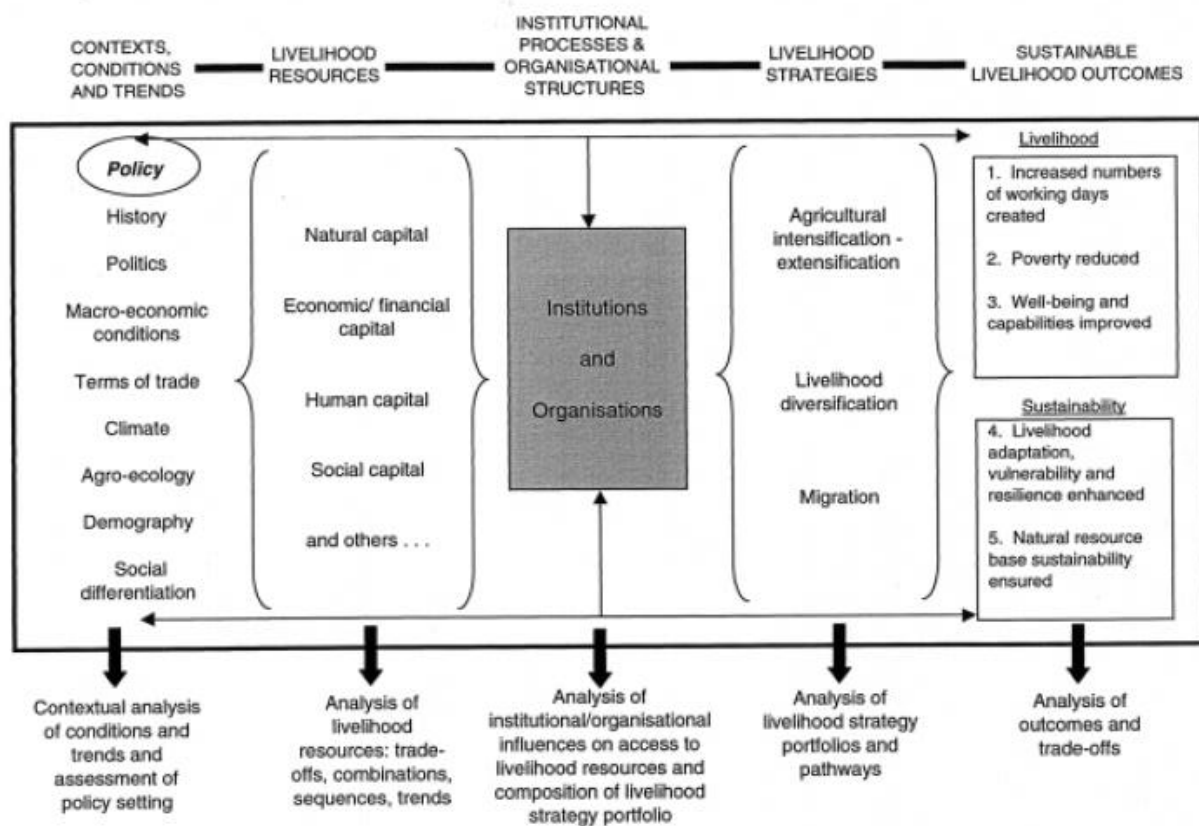 CONTEXTS,
CONDITIONS
AND TRENDS
LIVELIHOOD
RESOURCES
INSTITUTIONAL
PROCESSES &
ORGANISATIONAL
STRUCTURES
LIVELIHOOD
STRATEGIES
SUSTAINABLE
LIVELIHOOD OUTCOMES
Policy
History
Politics
Macro-economic
conditions
Terms of trade
Climate
Agro-ecology
Demography
Social
differentiation
Natural capital
Economic/ financial
capital
Human capital
Social capital
and others . . .
Institutions
and
Organisations
Agricultural
intensification -
extensification
Livelihood
diversification
Migration
Livelihood
1. Increased numbers
of working days
created
2. Poverty reduced
3. Well-being and
capabilities improved
Sustainability
4. Livelihood
adaptation,
vulnerability and
resilience enhanced
5. Natural resource
base sustainability
ensured
Contextual analysis
of conditions and
trends and
assessment of
policy setting
Analysis of
livelihood
resources: trade-
offs, combinations,
sequences, trends
Analysis of
institutional/organisational
influences on access to
livelihood resources and
composition of livelihood
strategy portfolio
Analysis of
livelihood strategy
portfolios and
pathways
Analysis of
outcomes and
trade-offs